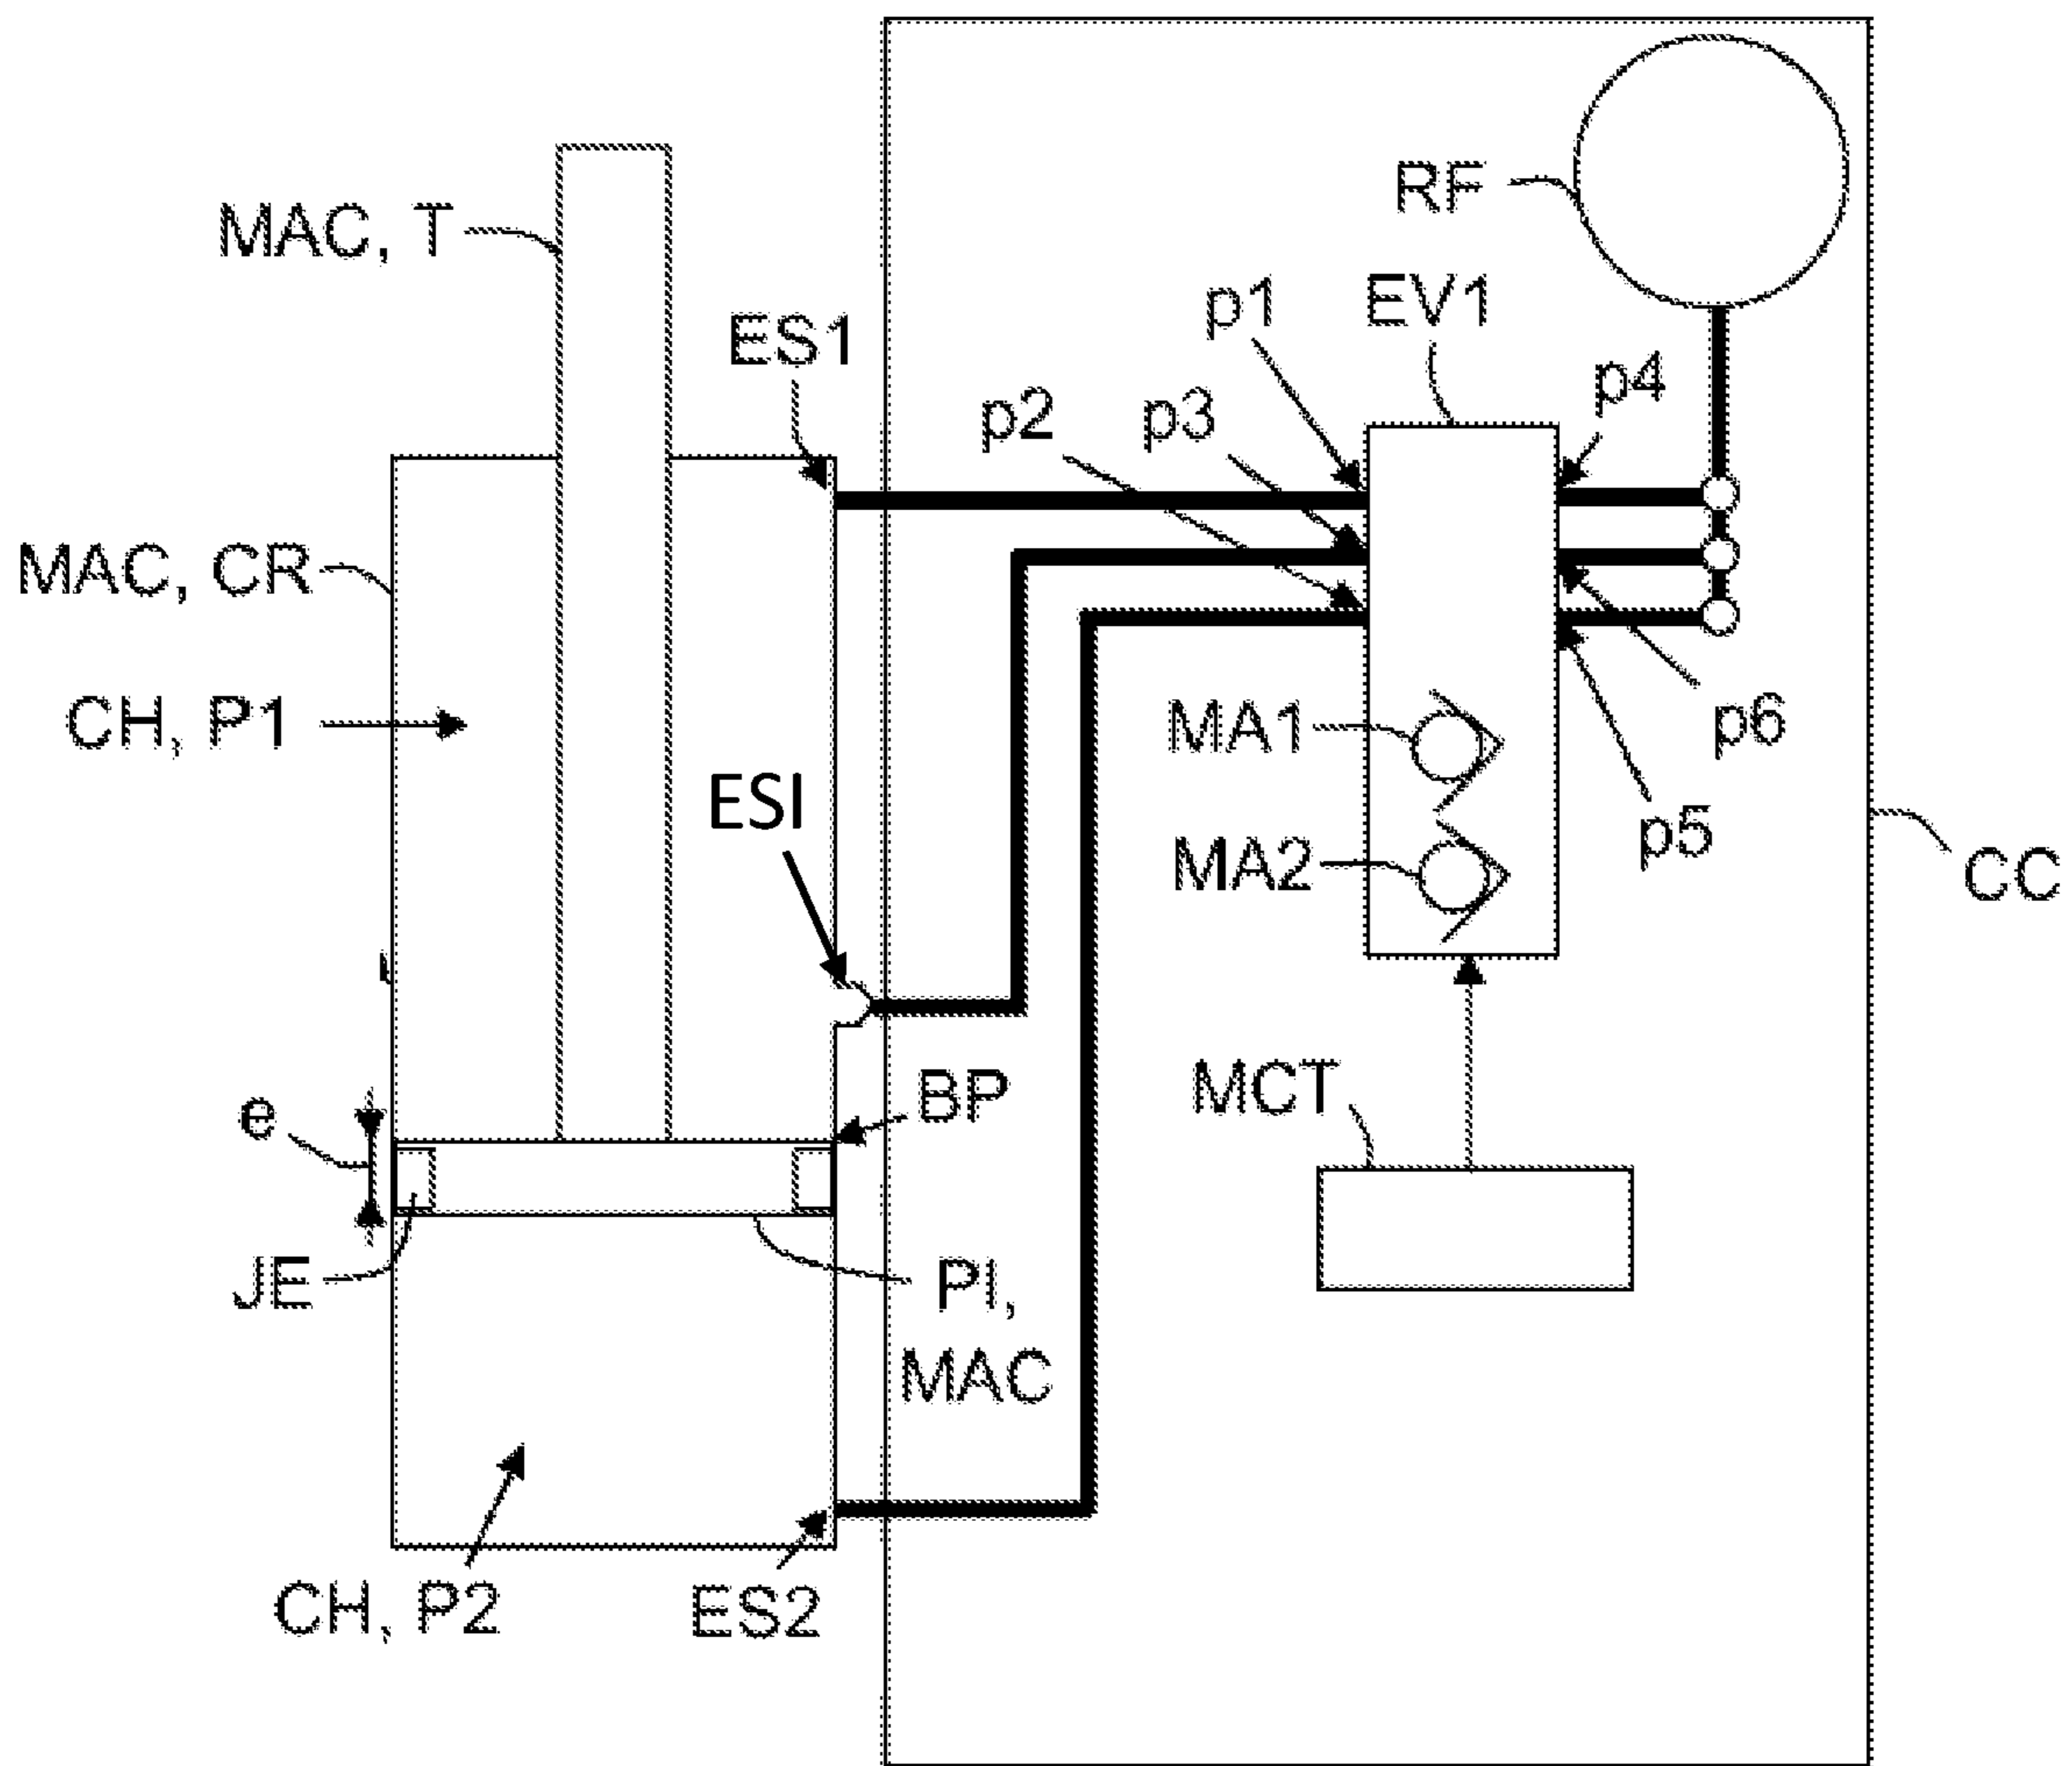 RF
MAC, T
p1
EV1
ES1
p4
p2
p3
MAC, CR
CH, P1
MA1
p6
ESI
p5
MA2
CC
MCT
BP
e
JE
PI,
MAC
CH, P2
ES2